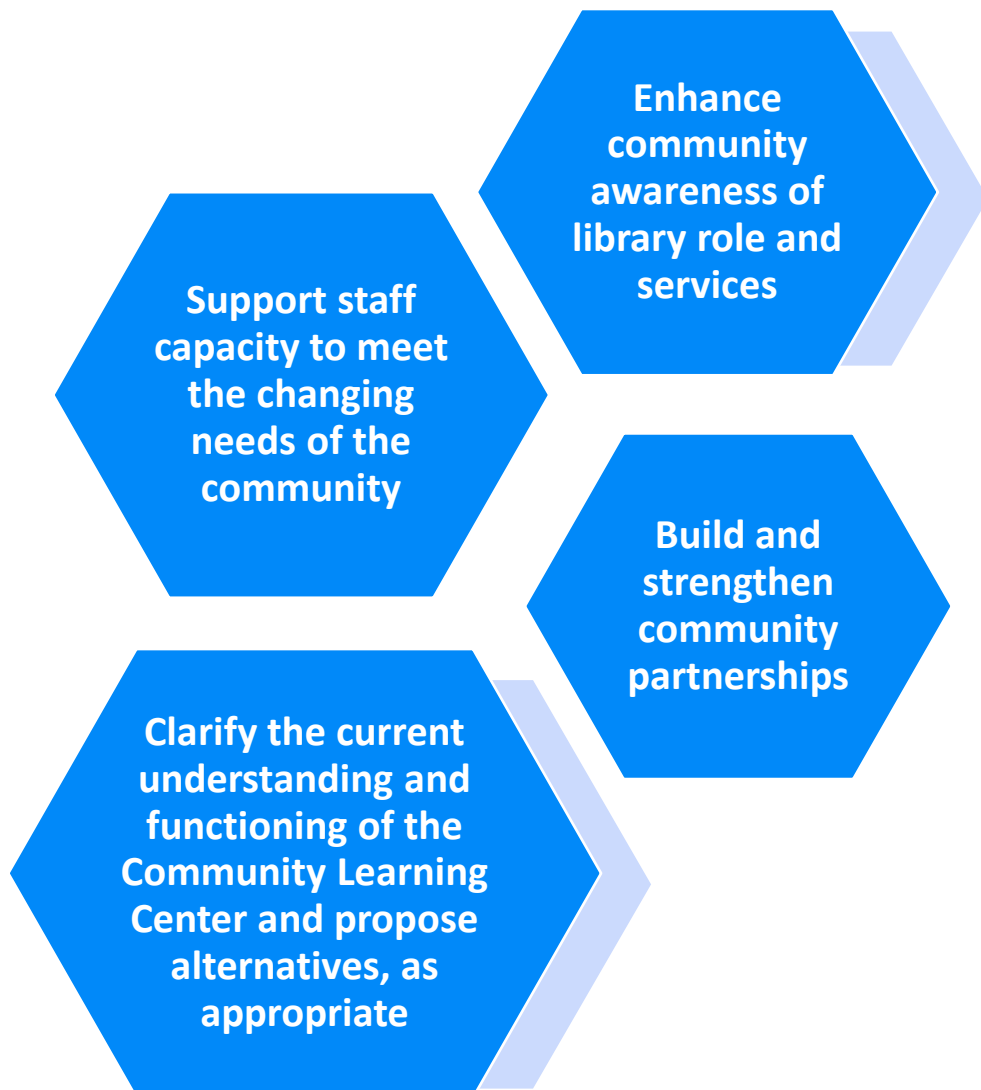 Enhance
community
awareness of
library role and
services
Support staff
capacity to meet
the changing
needs of the
community
Build and
strengthen
community
partnerships
Clarify the current
understanding and
functioning of the
Community Learning
Center and propose
alternatives, as
appropriate